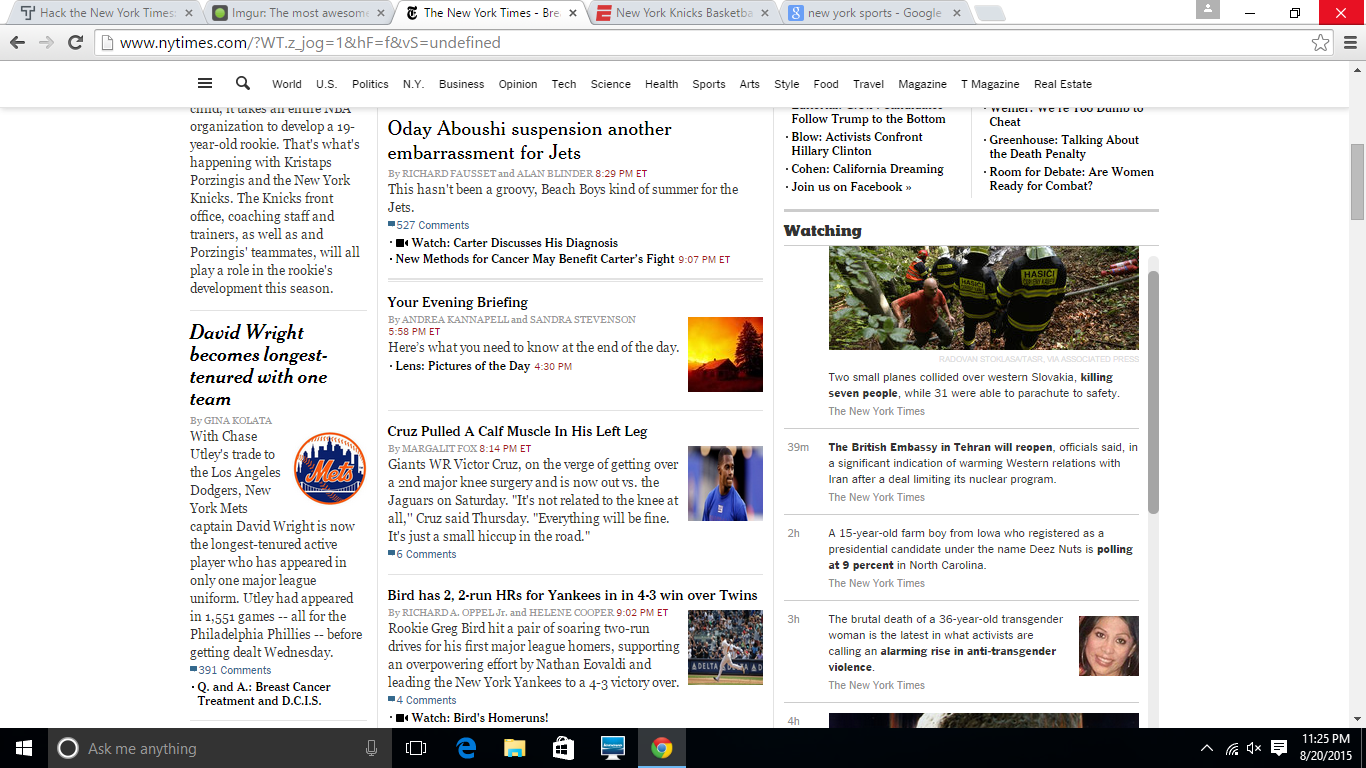 Hack the New York Times
Imgur: The most awesome
The New York Times - Bre
New York Knicks Basketba
new york sports - Google
www.nytimes.com/?WT.z_jog=1&hF=f&vS=undefined
World U.S. Politics N.Y. Business Opinion Tech Science Health Sports Arts Style Food Travel Magazine T Magazine Real Estate
child, it takes an entire NBA
organization to develop a 19-
year-old rookie. That's what's
happening with Kristaps
Porzingis and the New York
Knicks. The Knicks front
office, coaching staff and
trainers, as well as and
Porzingis' teammates, will all
play a role in the rookie's
development this season.
David Wright
becomes longest-
tenured with one
team
By GINA KOLATA
With Chase
Utley's trade to
the Los Angeles
Dodgers, New
York Mets
captain David Wright is now
the longest-tenured active
player who has appeared in
only one major league
uniform. Utley had appeared
in 1,551 games -- all for the
Philadelphia Phillies -- before
getting dealt Wednesday.
391 Comments
· Q. and A.: Breast Cancer
Treatment and D.C.I.S.
Mets
Oday Aboushi suspension another
embarrassment for Jets
By RICHARD FAUSSET and ALAN BLINDER 8:29 PM ET
This hasn't been a groovy, Beach Boys kind of summer for the
Jets.
527 Comments
· Watch: Carter Discusses His Diagnosis
· New Methods for Cancer May Benefit Carter's Fight 9:07 PM ET
Your Evening Briefing
By ANDREA KANNAPELL and SANDRA STEVENSON
5:58 PM ET
Here's what you need to know at the end of the day.
· Lens: Pictures of the Day 4:30 PM
Cruz Pulled A Calf Muscle In His Left Leg
By MARGALIT FOX 8:14 PM ET
Giants WR Victor Cruz, on the verge of getting over
a 2nd major knee surgery and is now out vs. the
Jaguars on Saturday. "It's not related to the knee at
all," Cruz said Thursday. "Everything will be fine.
It's just a small hiccup in the road."
6 Comments
Bird has 2, 2-run HRs for Yankees in in 4-3 win over Twins
By RICHARD A. OPPEL Jr. and HELENE COOPER 9:02 PM ET
Rookie Greg Bird hit a pair of soaring two-run
drives for his first major league homers, supporting
an overpowering effort by Nathan Eovaldi and
leading the New York Yankees to a 4-3 victory over.
4 Comments
· Watch: Bird's Homeruns!
DELTA DELTA
Follow Trump to the Bottom
· Blow: Activists Confront
Hillary Clinton
· Cohen: California Dreaming
· Join us on Facebook »
· Weiner: We're Too Dumb to
Cheat
· Greenhouse: Talking About
the Death Penalty
· Room for Debate: Are Women
Ready for Combat?
Watching
HASIČI
HASIČI
RADOVAN STOKLASA/TASR, VIA ASSOCIATED PRESS
Two small planes collided over western Slovakia, killing
seven people, while 31 were able to parachute to safety.
The New York Times
39m
The British Embassy in Tehran will reopen, officials said, in
a significant indication of warming Western relations with
Iran after a deal limiting its nuclear program.
The New York Times
2h
A 15-year-old farm boy from Iowa who registered as a
presidential candidate under the name Deez Nuts is polling
at 9 percent in North Carolina.
The New York Times
3h
The brutal death of a 36-year-old transgender
woman is the latest in what activists are
calling an alarming rise in anti-transgender
violence.
The New York Times
4h
Ask me anything
11:25 PM
8/20/2015